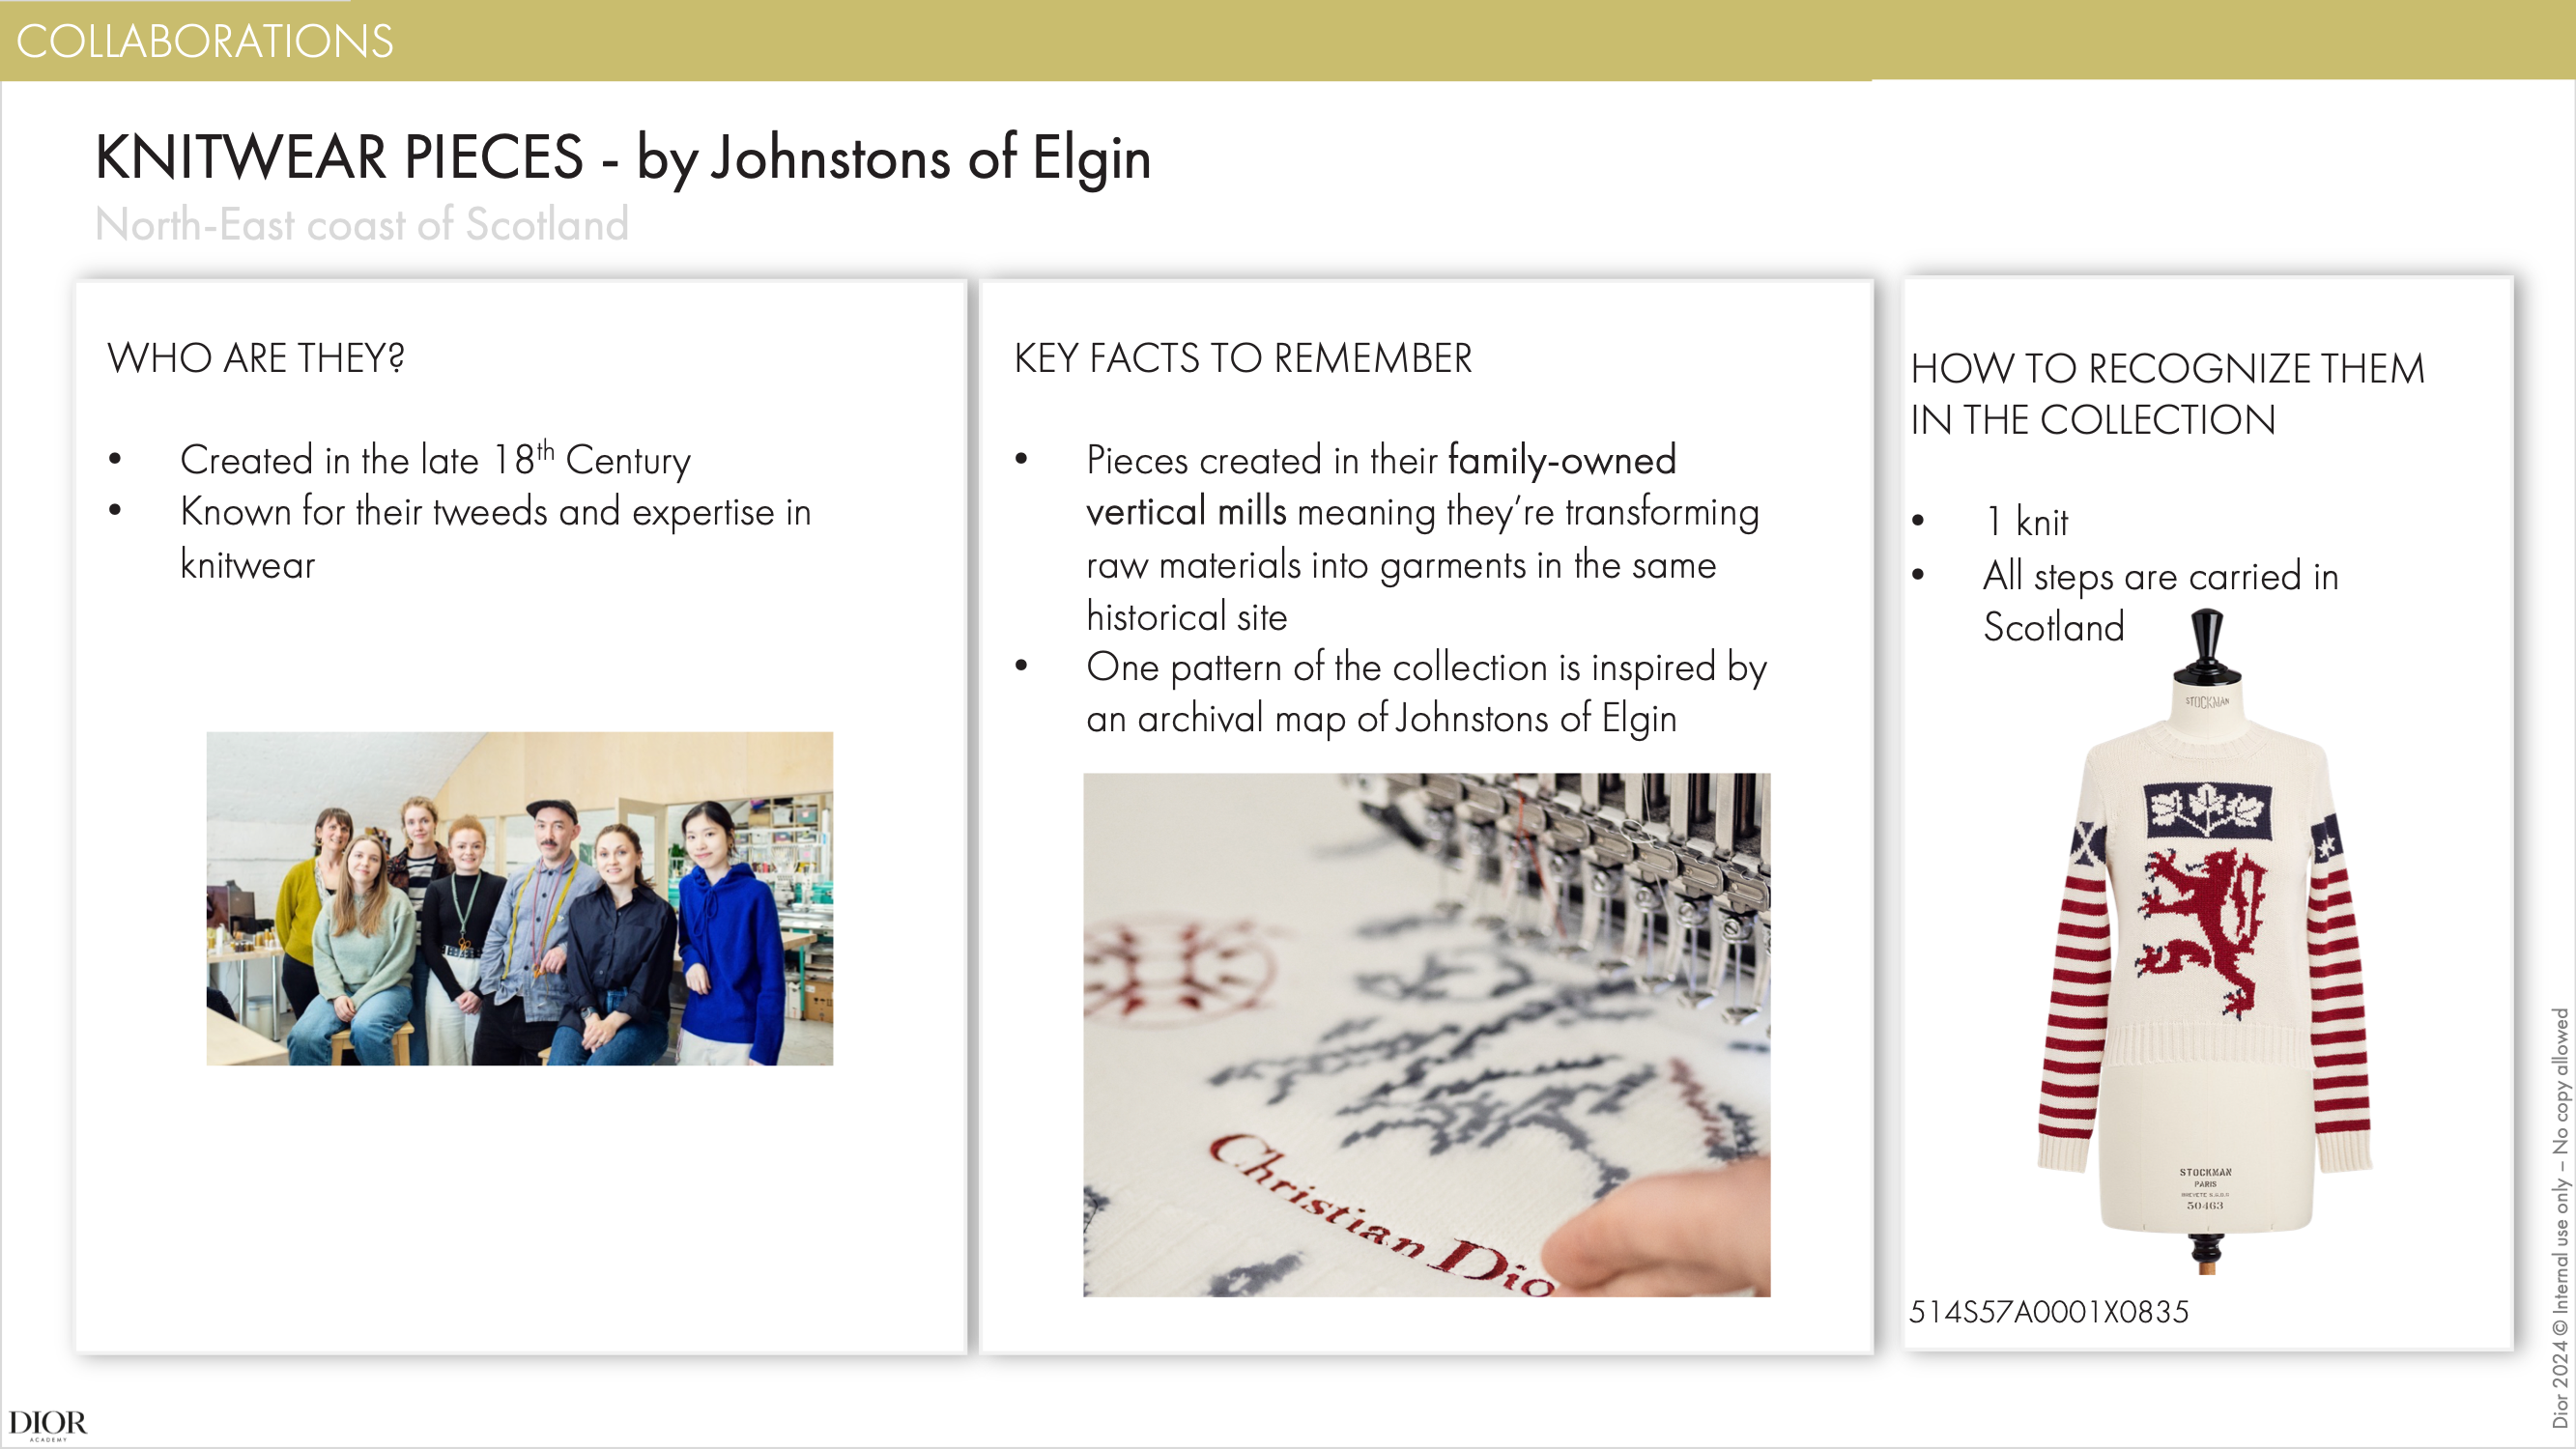 COLLABORATIONS
KNITWEAR PIECES - by Johnstons of Elgin
North-East coast of Scotland
WHO ARE THEY?
• Created in the late 18th Century
• Known for their tweeds and expertise in
knitwear
KEY FACTS TO REMEMBER
• Pieces created in their family-owned
vertical mills meaning they’re transforming
raw materials into garments in the same
historical site
• One pattern of the collection is inspired by
an archival map of Johnstons of Elgin
Christian Dio
HOW TO RECOGNIZE THEM
IN THE COLLECTION
• 1 knit
• All steps are carried in
Scotland
STOCKMAN
STOCKMAN
PARIS
50463
514S57A0001X0835
Dior 2024 © Internal use only – No copy allowed
DIOR
ACADEMY